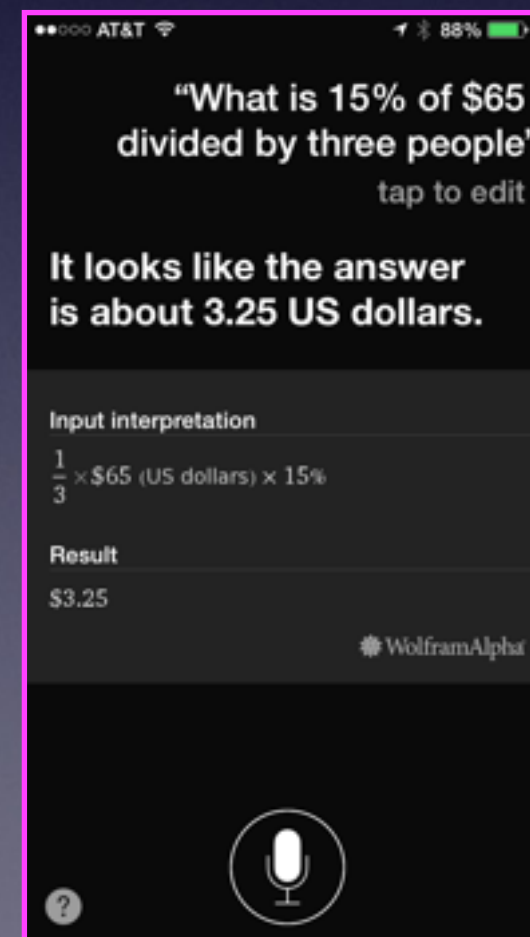 AT&T 88%
“What is 15% of $65
divided by three people”
tap to edit
It looks like the answer
is about 3.25 US dollars.
Input interpretation
1/3 × $65 (US dollars) × 15%
Result
$3.25
WolframAlpha
?